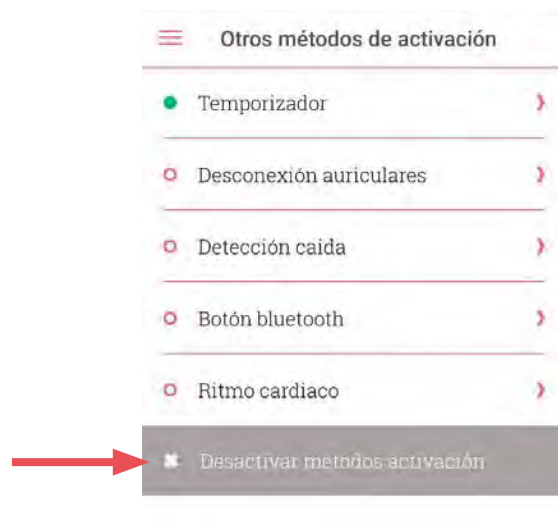 Otros métodos de activación
Temporizador
Desconexión auriculares
Detección caida
Botón bluetooth
Ritmo cardiaco
Desactivar metodos activación